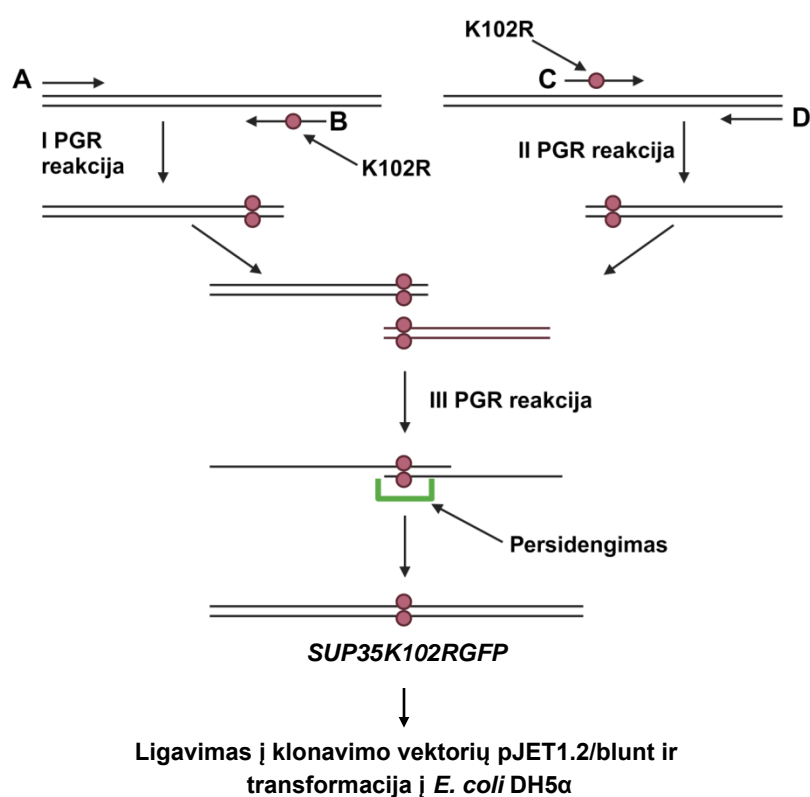 K102R
A
C
B
D
I PGR
reakcija
K102R
II PGR reakcija
III PGR reakcija
Persidengimas
SUP35K102RGFP
Ligavimas į klonavimo vektorių pJET1.2/blunt ir
transformacija į E. coli DH5α